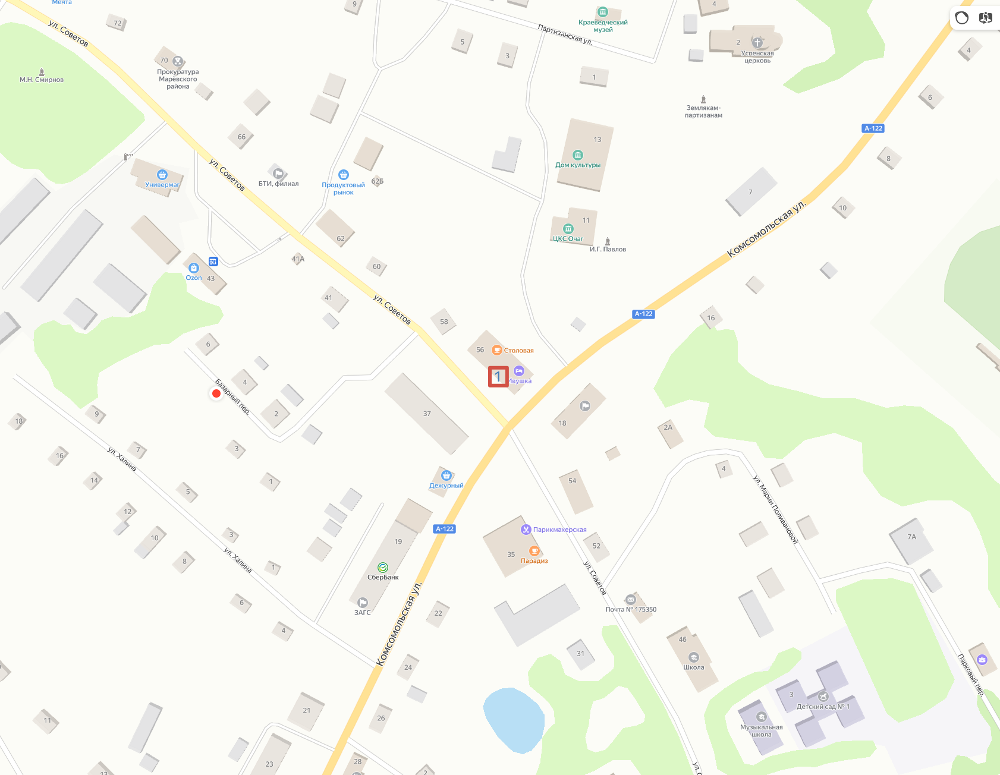 Мечта
9
4
72
ул. Советов
Краеведческий
музей
Партизанская ул.
5
3
2
Успенская
церковь
4
70
Прокуратура
Марёвского
района
М.Н. Смирнов
1
6
Землякам-
партизанам
А-122
66
13
Дом культуры
8
ул. Советов
Универмаг
БТИ, филиал
Продуктовый
рынок
62Б
7
10
Комсомольская ул.
11
ЦКС Очаг
И.Г. Павлов
62
41А
60
Ozon
43
41
ул. Советов
58
А-122
16
6
56
Столовая
1
Ивушка
4
Базарный пер.
2
37
18
2А
9
18
7
16
ул. Халина
3
14
5
1
Дежурный
54
4
ул. Марии Поливановой
12
10
3
8
ул. Халина
1
А-122
19
СберБанк
ЗАГС
Парикмахерская
35
Парадиз
52
ул. Советов
7А
6
4
Комсомольская ул.
22
Почта № 175350
24
31
46
Школа
Парковый пер.
3
Детский сад № 1
Музыкальная
школа
11
21
26
23
28
2
13